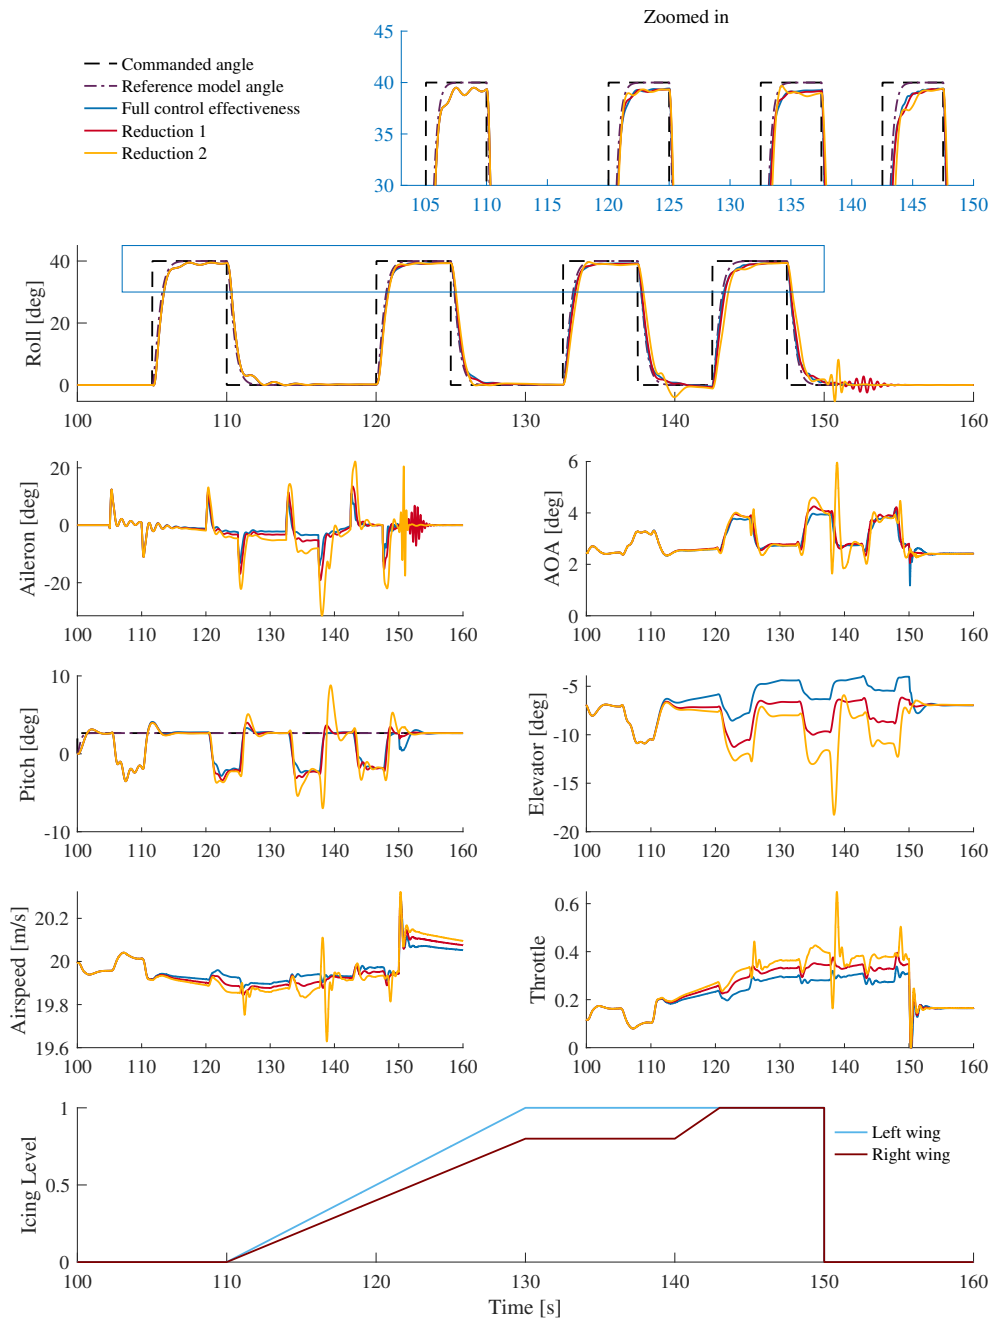 Zoomed in
Commanded angle
Reference model angle
Full control effectiveness
Reduction 1
Reduction 2
45
40
35
30
105 110 115 120 125 130 135 140 145 150
Roll [deg]
40
20
0
100 110 120 130 140 150 160
Aileron [deg]
20
0
-20
100 110 120 130 140 150 160
AOA [deg]
6
4
2
0
100 110 120 130 140 150 160
Pitch [deg]
10
0
-10
100 110 120 130 140 150 160
Elevator [deg]
-5
-10
-15
-20
100 110 120 130 140 150 160
Airspeed [m/s]
20.2
20
19.8
19.6
100 110 120 130 140 150 160
Throttle
0.6
0.4
0.2
0
100 110 120 130 140 150 160
Icing Level
1
0.5
0
Left wing
Right wing
100 110 120 130 140 150 160
Time [s]